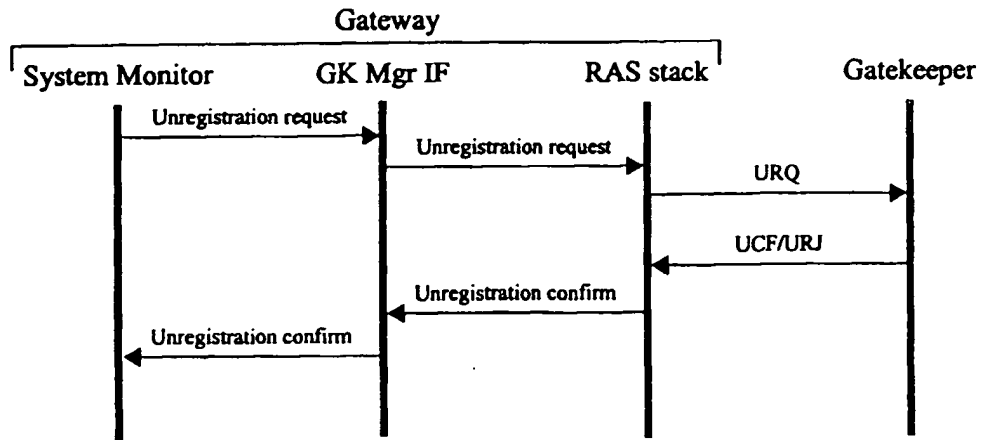 Gateway
System Monitor
GK Mgr IF
RAS stack
Gatekeeper
Unregistration request
Unregistration request
URQ
UCF/URJ
Unregistration confirm
Unregistration confirm